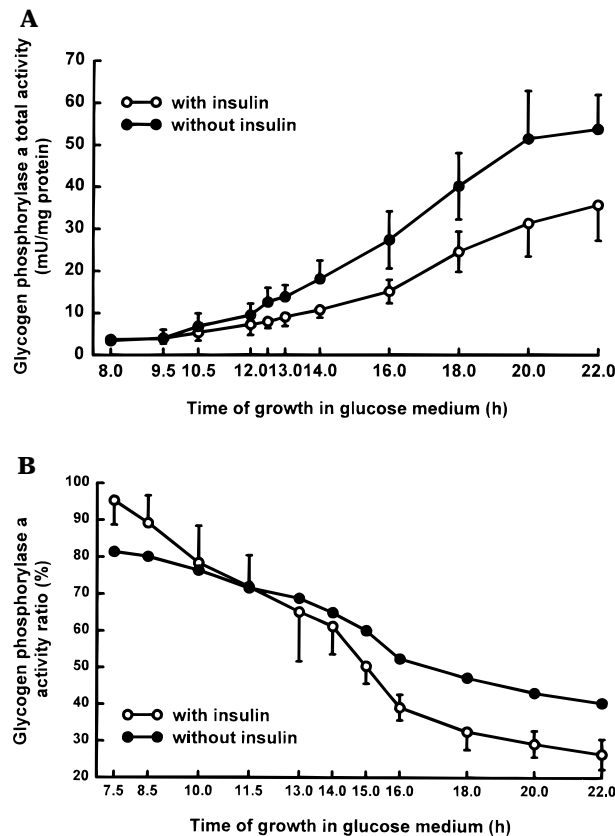 A
Glycogen phosphorylase a total activity
(mU/mg protein)
70
60
50
40
30
20
10
0
with insulin
without insulin
8.0 9.5 10.5 12.0 13.0 14.0 16.0 18.0 20.0 22.0
Time of growth in glucose medium (h)
B
Glycogen phosphorylase a
activity ratio (%)
100
90
80
70
60
50
40
30
20
with insulin
without insulin
7.5 8.5 10.0 11.5 13.0 14.0 15.0 16.0 18.0 20.0 22.0
Time of growth in glucose medium (h)